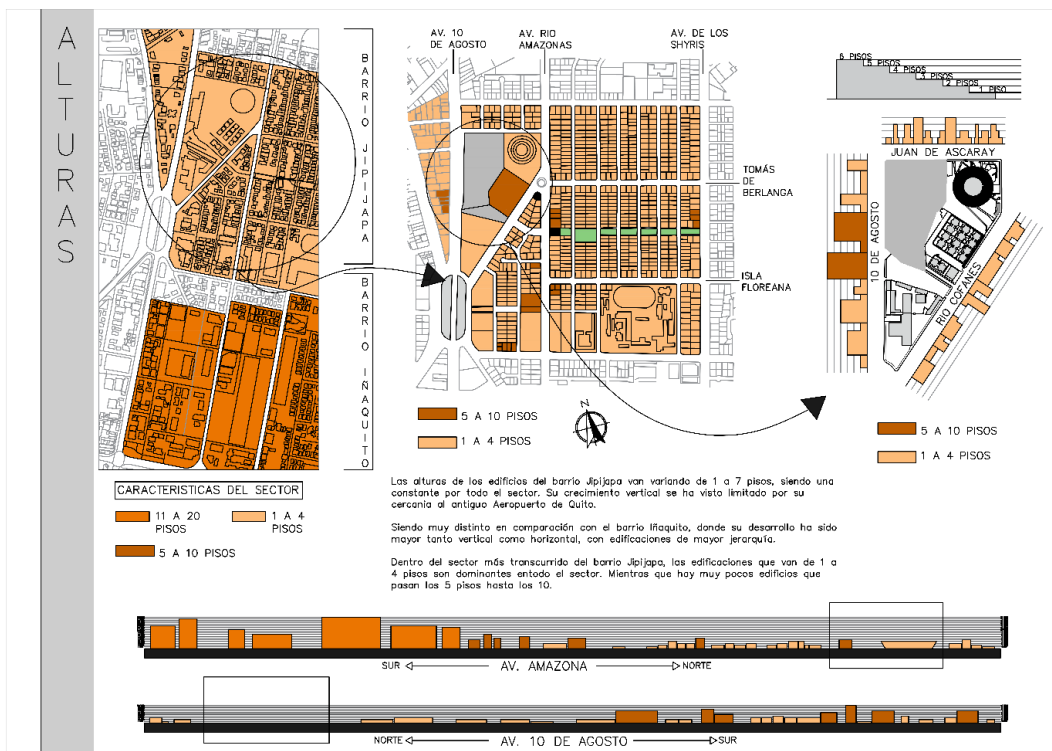 ALTURAS
BARRIO JIPIJAPA
BARRIO IÑAQUITO
CARACTERISTICAS DEL SECTOR
11 A 20 PISOS
1 A 4 PISOS
5 A 10 PISOS
AV. 10 DE AGOSTO
AV. RIO AMAZONAS
AV. DE LOS SHYRIS
TOMÁS DE BERLANGA
ISLA FLOREANA
5 A 10 PISOS
1 A 4 PISOS
N
6 PISOS
5 PISOS
4 PISOS
3 PISOS
2 PISOS
1 PISO
JUAN DE ASCARAY
10 DE AGOSTO
RIO COFANES
5 A 10 PISOS
1 A 4 PISOS
Las alturas de los edificios del barrio Jipijapa van variando de 1 a 7 pisos, siendo una
constante por todo el sector. Su crecimiento vertical se ha visto limitado por su
cercania al antiguo Aeropuerto de Quito.
Siendo muy distinto en comparación con el barrio Iñaquito, donde su desarrollo ha sido
mayor tanto vertical como horizontal, con edificaciones de mayor jerarquía.
Dentro del sector más transcurrido del barrio Jipijapa, las edificaciones que van de 1 a
4 pisos son dominantes entodo el sector. Mientras que hay muy pocos edificios que
pasan los 5 pisos hasta los 10.
SUR AV. AMAZONA NORTE
NORTE AV. 10 DE AGOSTO SUR